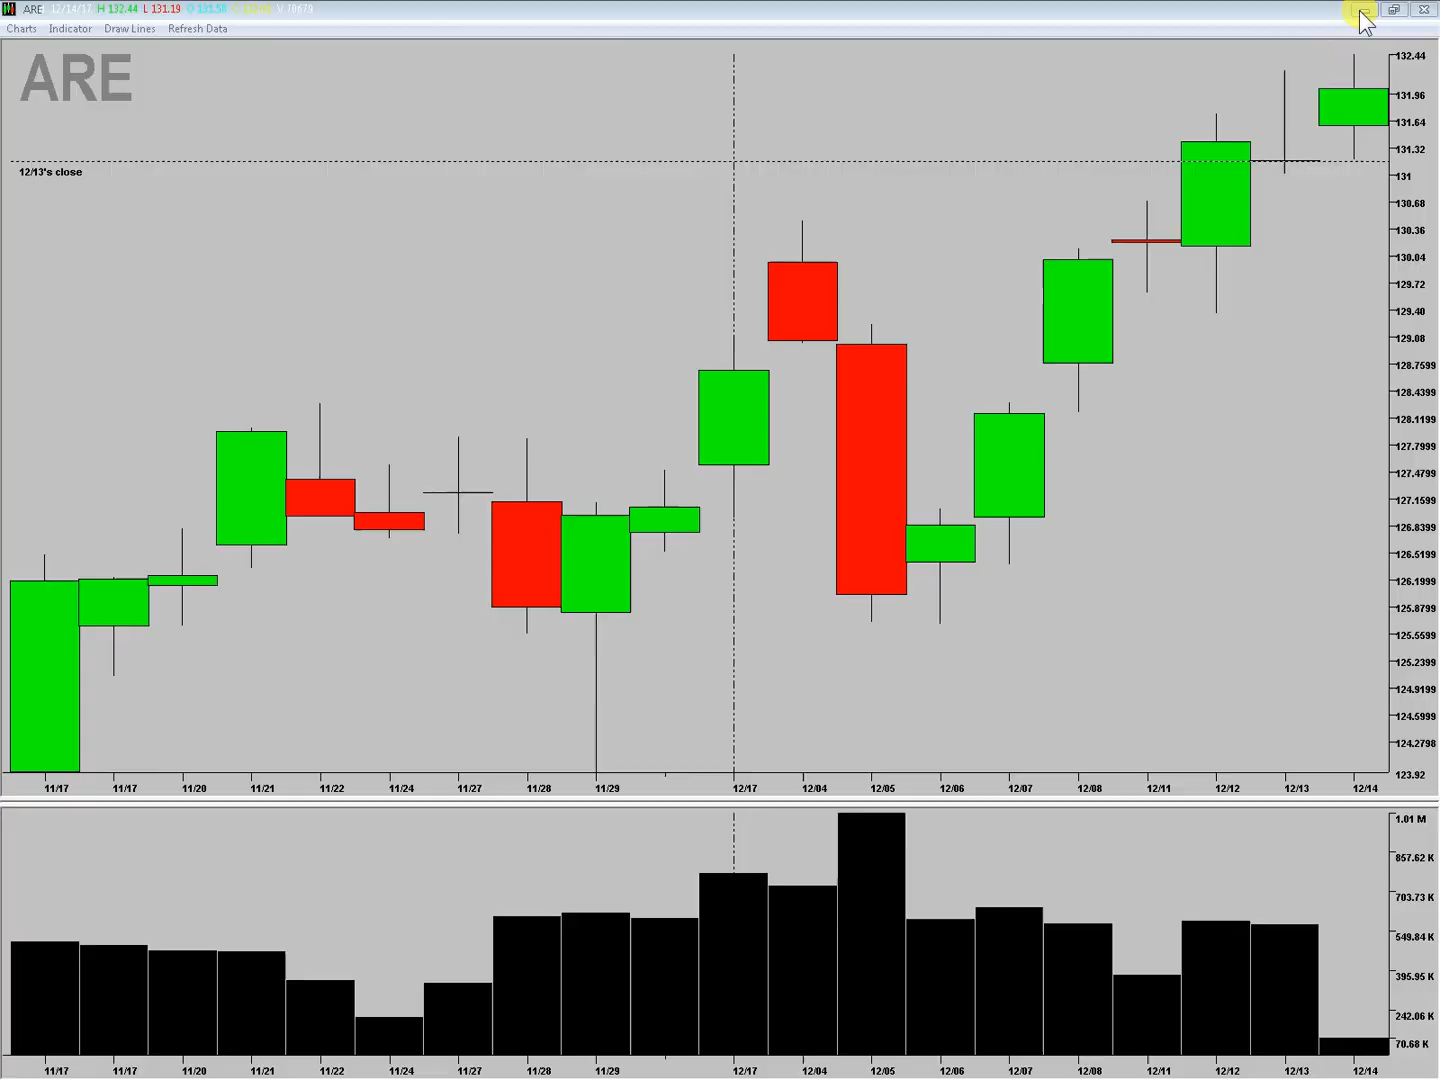 ARE 12/14/17 H 132.44 L 131.19 O 131.58 V 70679
Charts Indicator Draw Lines Refresh Data
ARE
12/13's close
132.44
131.96
131.64
131.32
131
130.68
130.36
130.04
129.72
129.40
129.08
128.7599
128.4399
128.1199
127.7999
127.4799
127.1599
126.8399
126.5199
126.1999
125.8799
125.5599
125.2399
124.9199
124.5999
124.2798
123.92
11/17 11/17 11/20 11/21 11/22 11/24 11/27 11/28 11/29 12/17 12/04 12/05 12/06 12/07 12/08 12/11 12/12 12/13 12/14
1.01 M
857.62 K
703.73 K
549.84 K
395.95 K
242.06 K
70.68 K
11/17 11/17 11/20 11/21 11/22 11/24 11/27 11/28 11/29 12/17 12/04 12/05 12/06 12/07 12/08 12/11 12/12 12/13 12/14